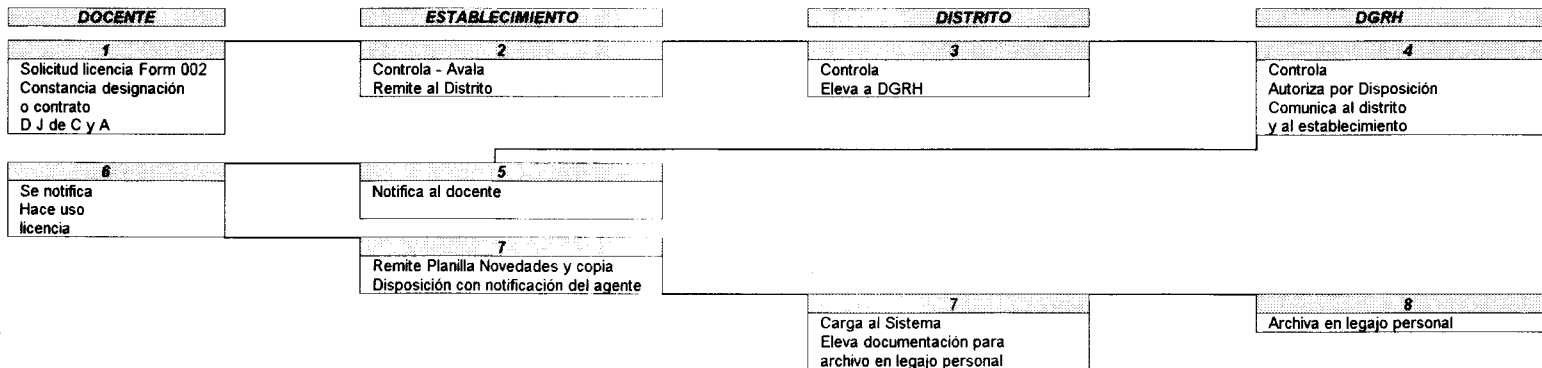 DOCENTE
ESTABLECIMIENTO
DISTRITO
DGRH
1
Solicitud licencia Form 002
Constancia designación
o contrato
D J de C y A
2
Controla - Avala
Remite al Distrito
3
Controla
Eleva a DGRH
4
Controla
Autoriza por Disposición
Comunica al distrito
y al establecimiento
6
Se notifica
Hace uso
licencia
5
Notifica al docente
7
Remite Planilla Novedades y copia
Disposición con notificación del agente
7
Carga al Sistema
Eleva documentación para
archivo en legajo personal
8
Archiva en legajo personal